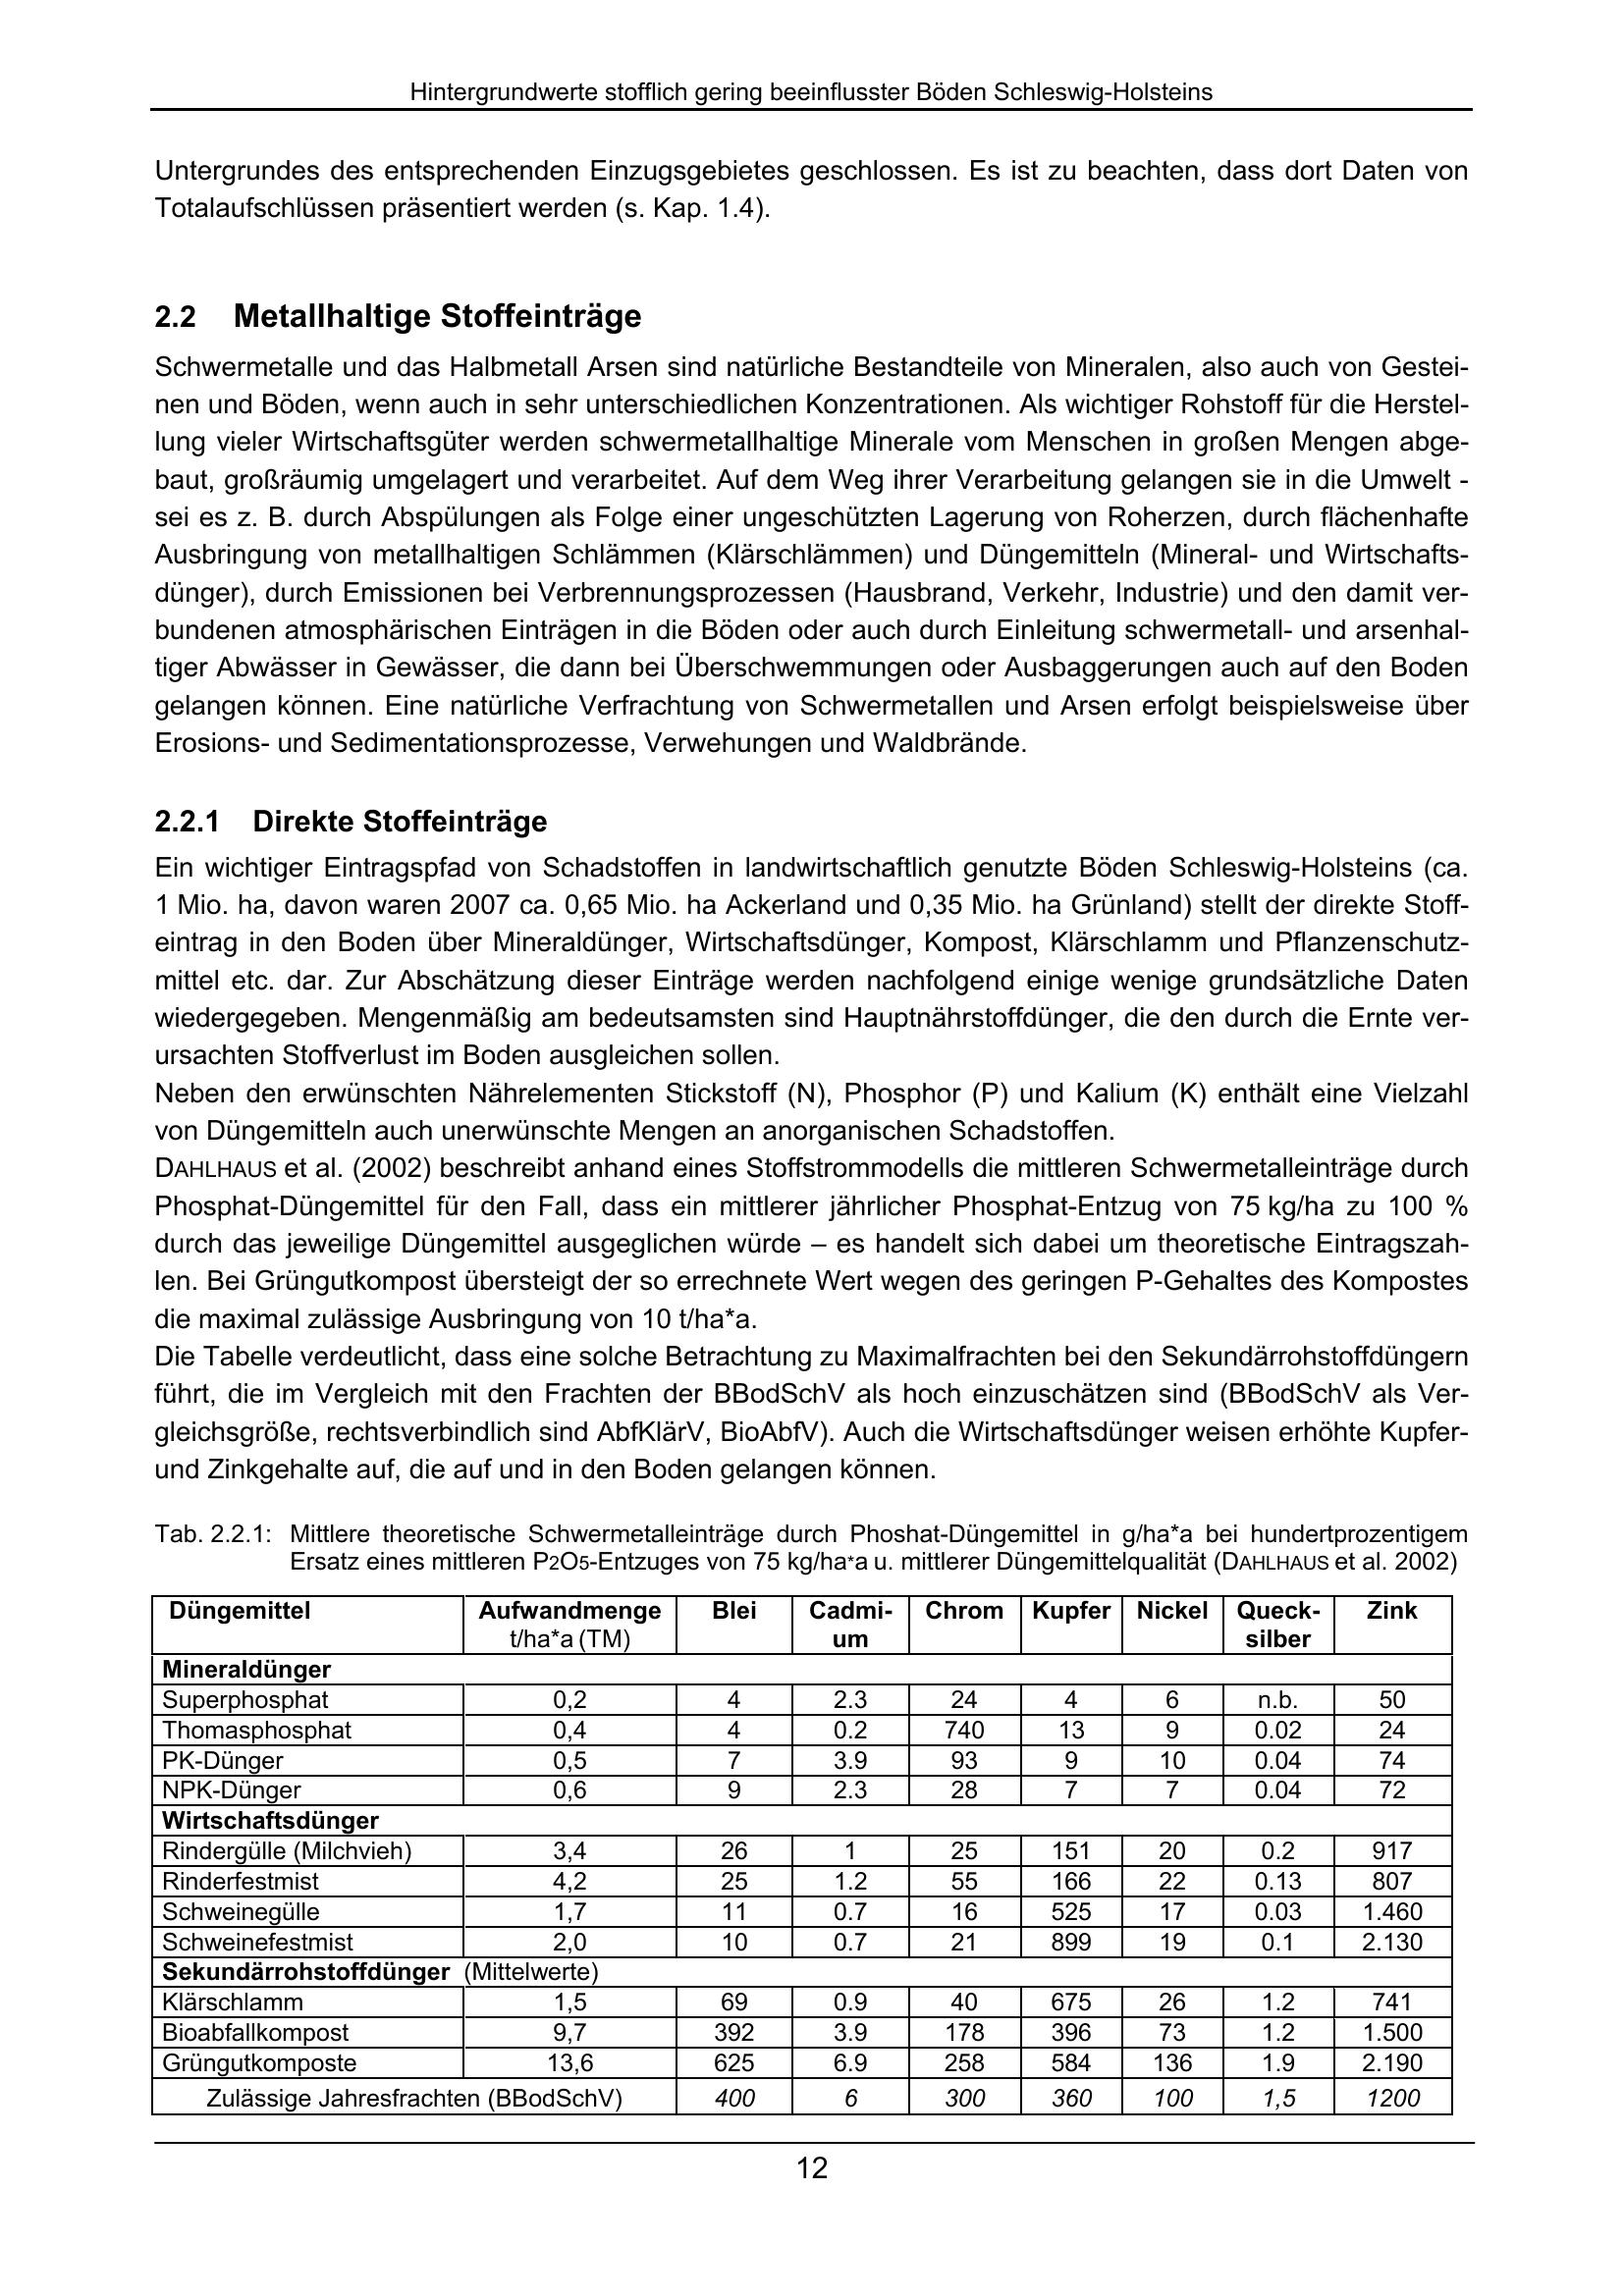 Hintergrundwerte stofflich gering beeinflusster Böden Schleswig-Holsteins
Untergrundes des entsprechenden Einzugsgebietes geschlossen. Es ist zu beachten, dass dort Daten von
Totalaufschlüssen präsentiert werden (s. Kap. 1.4).
2.2 Metallhaltige Stoffeinträge
Schwermetalle und das Halbmetall Arsen sind natürliche Bestandteile von Mineralen, also auch von Gestei-
nen und Böden, wenn auch in sehr unterschiedlichen Konzentrationen. Als wichtiger Rohstoff für die Herstel-
lung vieler Wirtschaftsgüter werden schwermetallhaltige Minerale vom Menschen in großen Mengen abge-
baut, großräumig umgelagert und verarbeitet. Auf dem Weg ihrer Verarbeitung gelangen sie in die Umwelt -
sei es z. B. durch Abspülungen als Folge einer ungeschützten Lagerung von Roherzen, durch flächenhafte
Ausbringung von metallhaltigen Schlämmen (Klärschlämmen) und Düngemitteln (Mineral- und Wirtschafts-
dünger), durch Emissionen bei Verbrennungsprozessen (Hausbrand, Verkehr, Industrie) und den damit ver-
bundenen atmosphärischen Einträgen in die Böden oder auch durch Einleitung schwermetall- und arsenhal-
tiger Abwässer in Gewässer, die dann bei Überschwemmungen oder Ausbaggerungen auch auf den Boden
gelangen können. Eine natürliche Verfrachtung von Schwermetallen und Arsen erfolgt beispielsweise über
Erosions- und Sedimentationsprozesse, Verwehungen und Waldbrände.
2.2.1 Direkte Stoffeinträge
Ein wichtiger Eintragspfad von Schadstoffen in landwirtschaftlich genutzte Böden Schleswig-Holsteins (ca.
1 Mio. ha, davon waren 2007 ca. 0,65 Mio. ha Ackerland und 0,35 Mio. ha Grünland) stellt der direkte Stoff-
eintrag in den Boden über Mineraldünger, Wirtschaftsdünger, Kompost, Klärschlamm und Pflanzenschutz-
mittel etc. dar. Zur Abschätzung dieser Einträge werden nachfolgend einige wenige grundsätzliche Daten
wiedergegeben. Mengenmäßig am bedeutsamsten sind Hauptnährstoffdünger, die den durch die Ernte ver-
ursachten Stoffverlust im Boden ausgleichen sollen.
Neben den erwünschten Nährelementen Stickstoff (N), Phosphor (P) und Kalium (K) enthält eine Vielzahl
von Düngemitteln auch unerwünschte Mengen an anorganischen Schadstoffen.
DAHLHAUS et al. (2002) beschreibt anhand eines Stoffstrommodells die mittleren Schwermetalleinträge durch
Phosphat-Düngemittel für den Fall, dass ein mittlerer jährlicher Phosphat-Entzug von 75 kg/ha zu 100 %
durch das jeweilige Düngemittel ausgeglichen würde – es handelt sich dabei um theoretische Eintragszah-
len. Bei Grüngutkompost übersteigt der so errechnete Wert wegen des geringen P-Gehaltes des Kompostes
die maximal zulässige Ausbringung von 10 t/ha*a.
Die Tabelle verdeutlicht, dass eine solche Betrachtung zu Maximalfrachten bei den Sekundärrohstoffdüngern
führt, die im Vergleich mit den Frachten der BBodSchV als hoch einzuschätzen sind (BBodSchV als Ver-
gleichsgröße, rechtsverbindlich sind AbfKlärV, BioAbfV). Auch die Wirtschaftsdünger weisen erhöhte Kupfer-
und Zinkgehalte auf, die auf und in den Boden gelangen können.
Tab. 2.2.1: Mittlere theoretische Schwermetalleinträge durch Phoshat-Düngemittel in g/ha*a bei hundertprozentigem
Ersatz eines mittleren P2O5-Entzuges von 75 kg/ha*a u. mittlerer Düngemittelqualität (DAHLHAUS et al. 2002)
Düngemittel Aufwandmenge Blei Cadmi- Chrom Kupfer Nickel Queck- Zink
t/ha*a (TM) um silber
Mineraldünger
Superphosphat 0,2 4 2.3 24 4 6 n.b. 50
Thomasphosphat 0,4 4 0.2 740 13 9 0.02 24
PK-Dünger 0,5 7 3.9 93 9 10 0.04 74
NPK-Dünger 0,6 9 2.3 28 7 7 0.04 72
Wirtschaftsdünger
Rindergülle (Milchvieh) 3,4 26 1 25 151 20 0.2 917
Rinderfestmist 4,2 25 1.2 55 166 22 0.13 807
Schweinegülle 1,7 11 0.7 16 525 17 0.03 1.460
Schweinefestmist 2,0 10 0.7 21 899 19 0.1 2.130
Sekundärrohstoffdünger (Mittelwerte)
Klärschlamm 1,5 69 0.9 40 675 26 1.2 741
Bioabfallkompost 9,7 392 3.9 178 396 73 1.2 1.500
Grüngutkomposte 13,6 625 6.9 258 584 136 1.9 2.190
Zulässige Jahresfrachten (BBodSchV) 400 6 300 360 100 1,5 1200
12